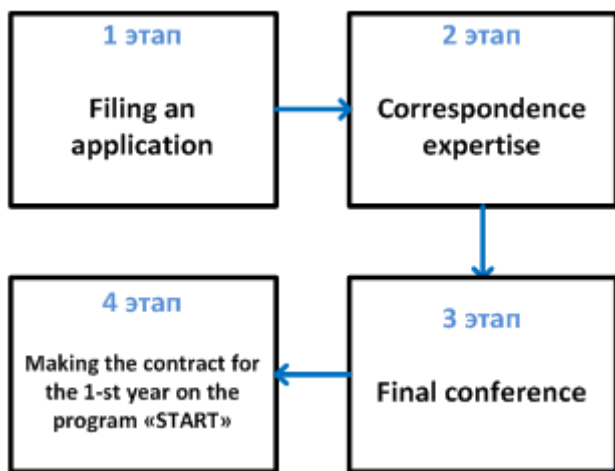 1 этап
Filing an
application
2 этап
Correspondence
expertise
3 этап
Final conference
4 этап
Making the contract for
the 1-st year on the
program «START»